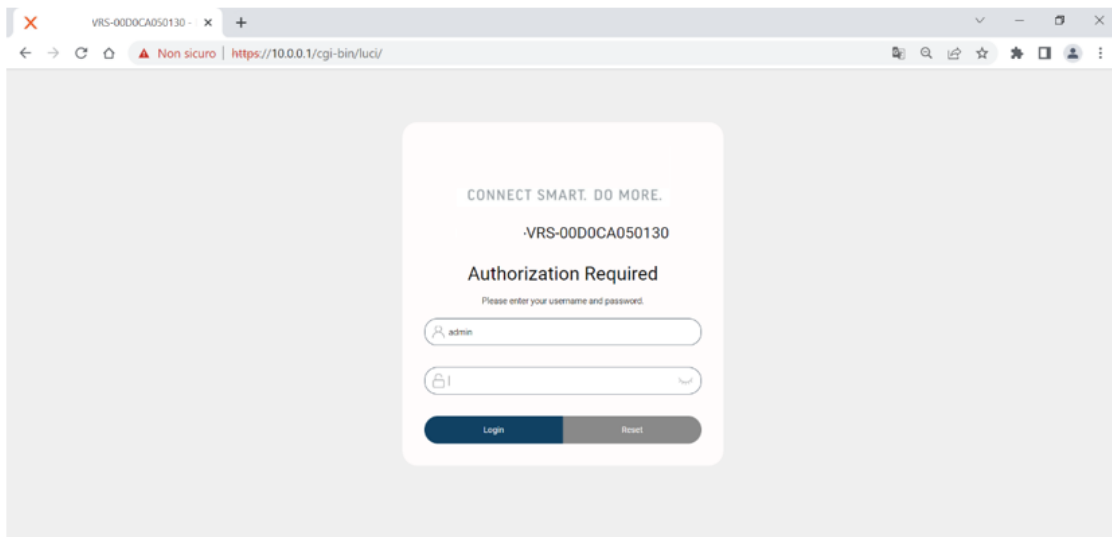 VRS-00D0CA050130 -
Non sicuro | https://10.0.0.1/cgi-bin/luci/
CONNECT SMART. DO MORE.
-VRS-00D0CA050130
Authorization Required
Please enter your username and password.
admin
Login
Reset